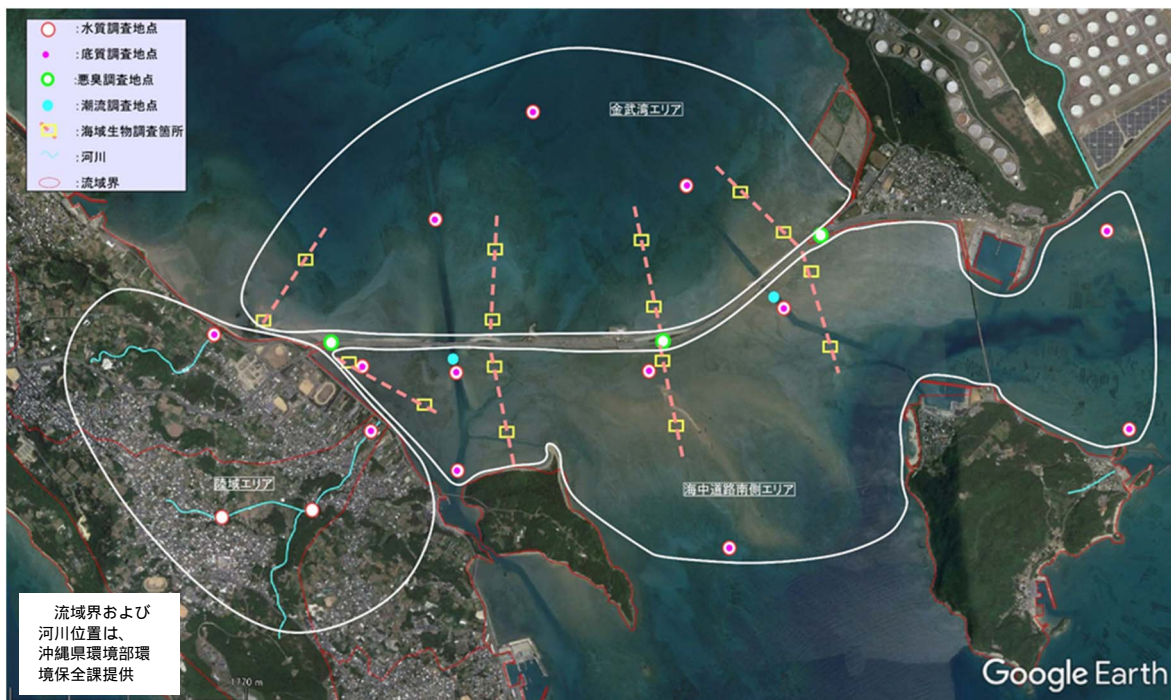 :水質調査地点
:底質調査地点
:悪臭調査地点
:潮流調査地点
:海域生物調査箇所
:河川
:流域界
金武湾エリア
陸域エリア
海中道路南側エリア
流域界および
河川位置は、
沖縄県環境部環
境保全課提供
1770 m
Google Earth